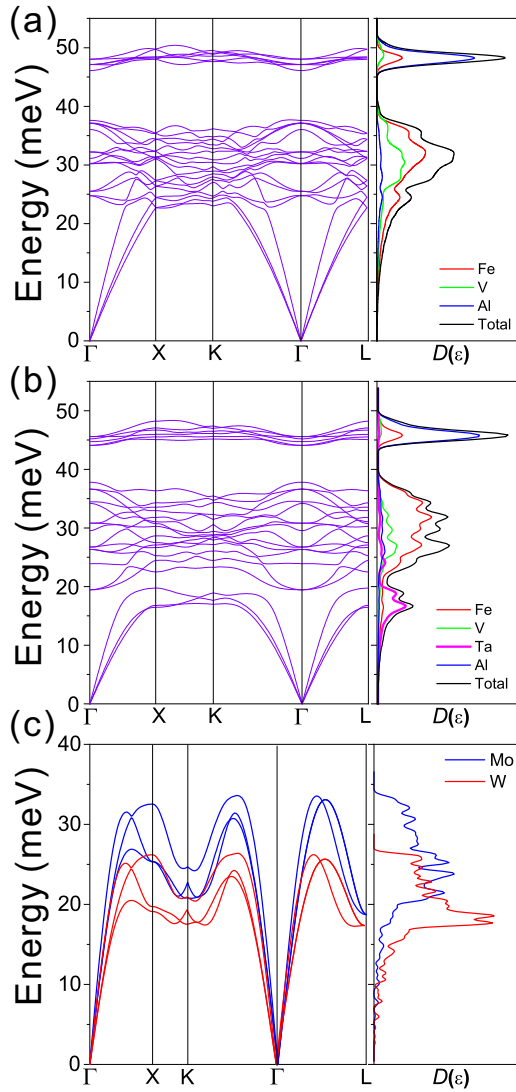 (a)
Energy (meV)
50
40
30
20
10
0
Γ X K Γ L
Fe
V
Al
Total
D(ε)
(b)
Energy (meV)
50
40
30
20
10
0
Γ X K Γ L
Fe
V
Ta
Al
Total
D(ε)
(c)
Energy (meV)
40
30
20
10
0
Γ X K Γ L
Mo
W
D(ε)